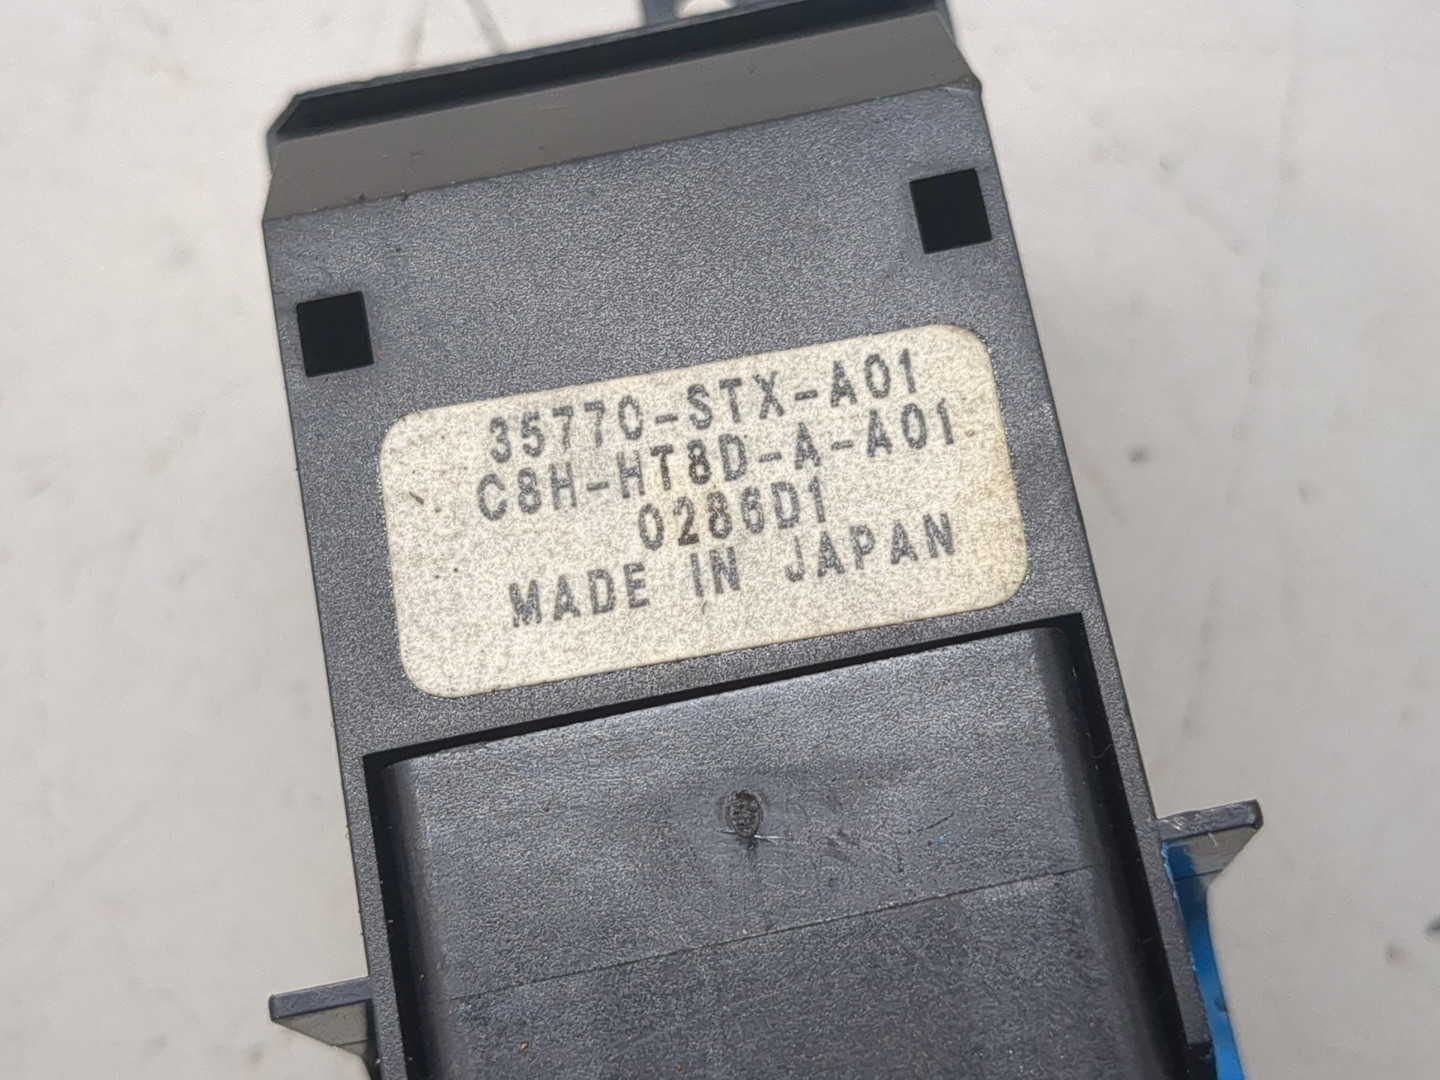 35770-STX-A01
C8H-HT8D-A-A01
0286D1
MADE IN JAPAN